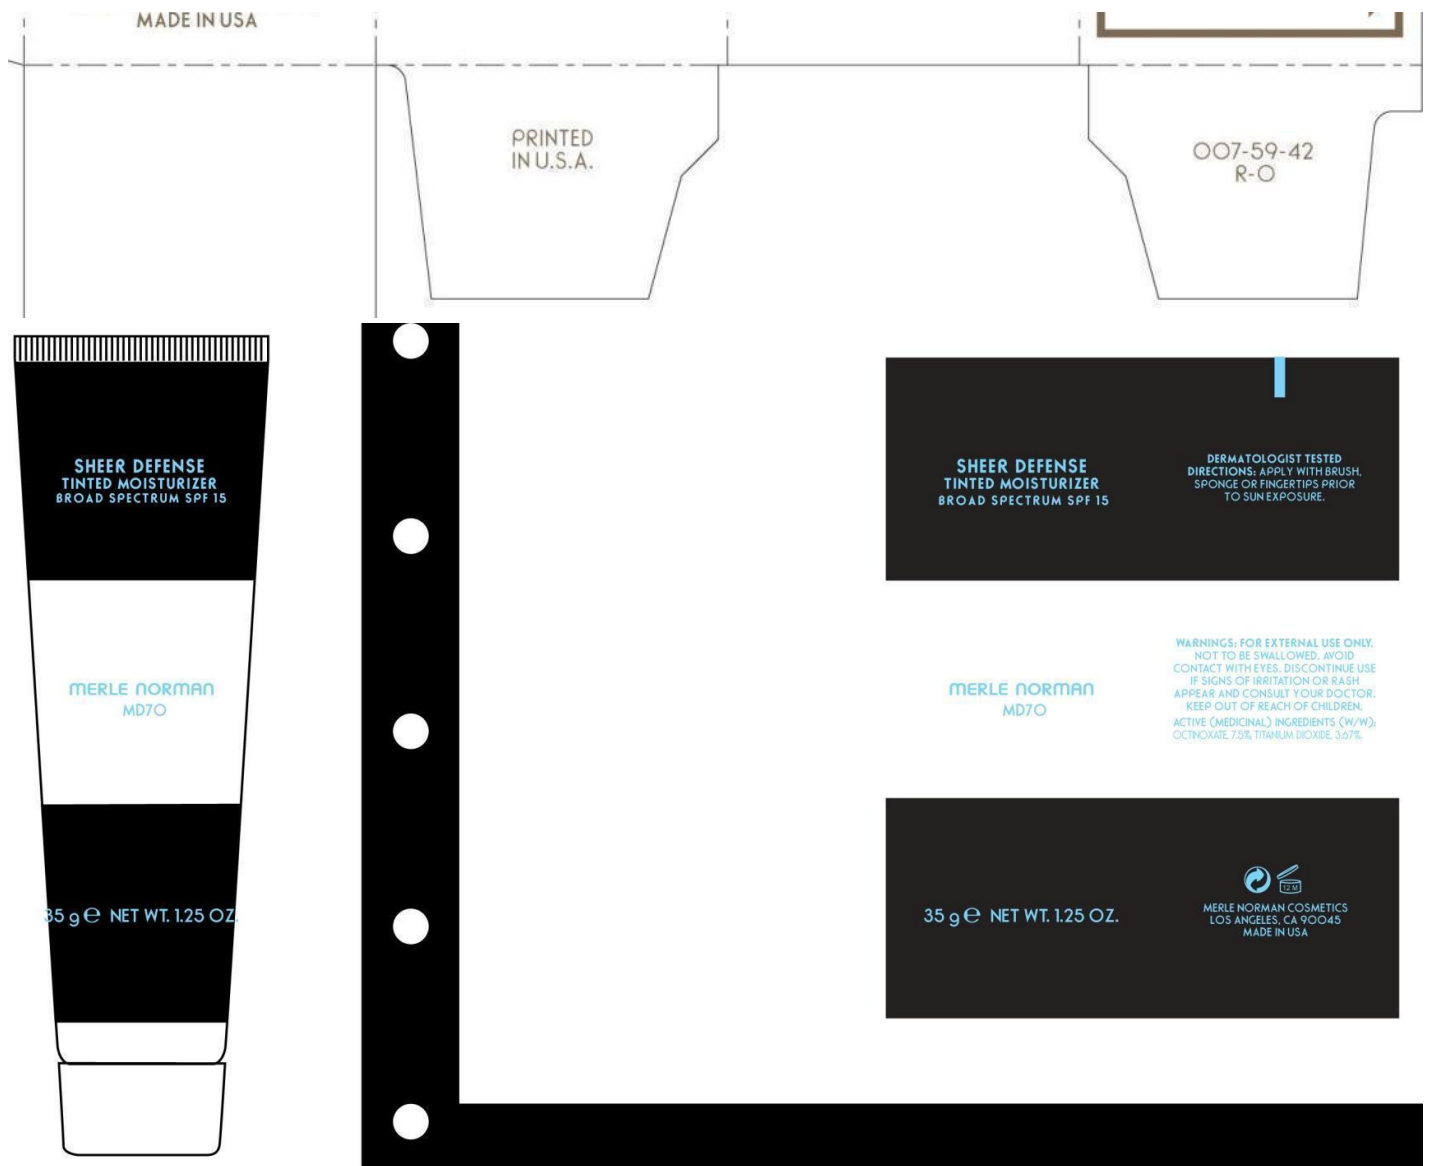 MADE IN USA
PRINTED
IN U.S.A.
007-59-42
R-0
SHEER DEFENSE
TINTED MOISTURIZER
BROAD SPECTRUM SPF 15
MERLE NORMAN
MD70
35 g e NET WT. 1.25 OZ.
SHEER DEFENSE
TINTED MOISTURIZER
BROAD SPECTRUM SPF 15
DERMATOLOGIST TESTED
DIRECTIONS: APPLY WITH BRUSH,
SPONGE OR FINGERTIPS PRIOR
TO SUN EXPOSURE.
MERLE NORMAN
MD70
WARNINGS: FOR EXTERNAL USE ONLY.
NOT TO BE SWALLOWED. AVOID
CONTACT WITH EYES. DISCONTINUE USE
IF SIGNS OF IRRITATION OR RASH
APPEAR AND CONSULT YOUR DOCTOR.
KEEP OUT OF REACH OF CHILDREN.
ACTIVE (MEDICINAL) INGREDIENTS (W/W):
OCTINOXATE, 7.5%, TITANIUM DIOXIDE, 3.67%.
35 g e NET WT. 1.25 OZ.
12 M
MERLE NORMAN COSMETICS
LOS ANGELES, CA 90045
MADE IN USA